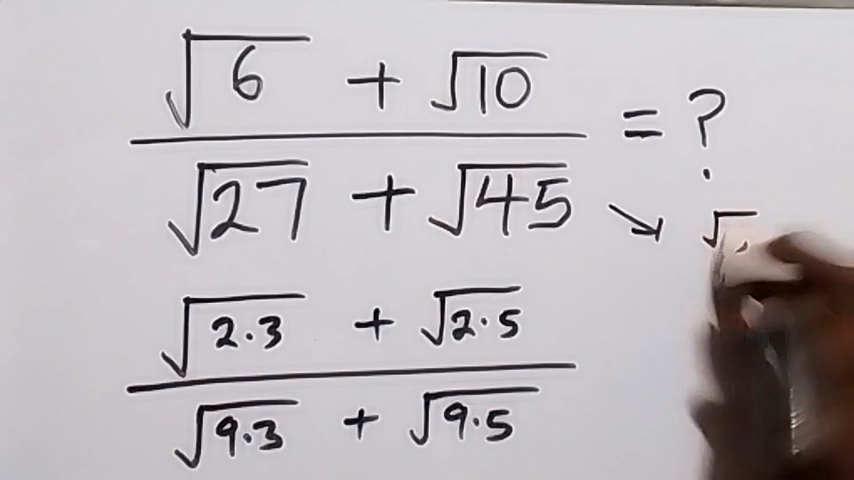 √6 + √10
= ?
√27 + √45
→ √
√2·3 + √2·5
√9·3 + √9·5